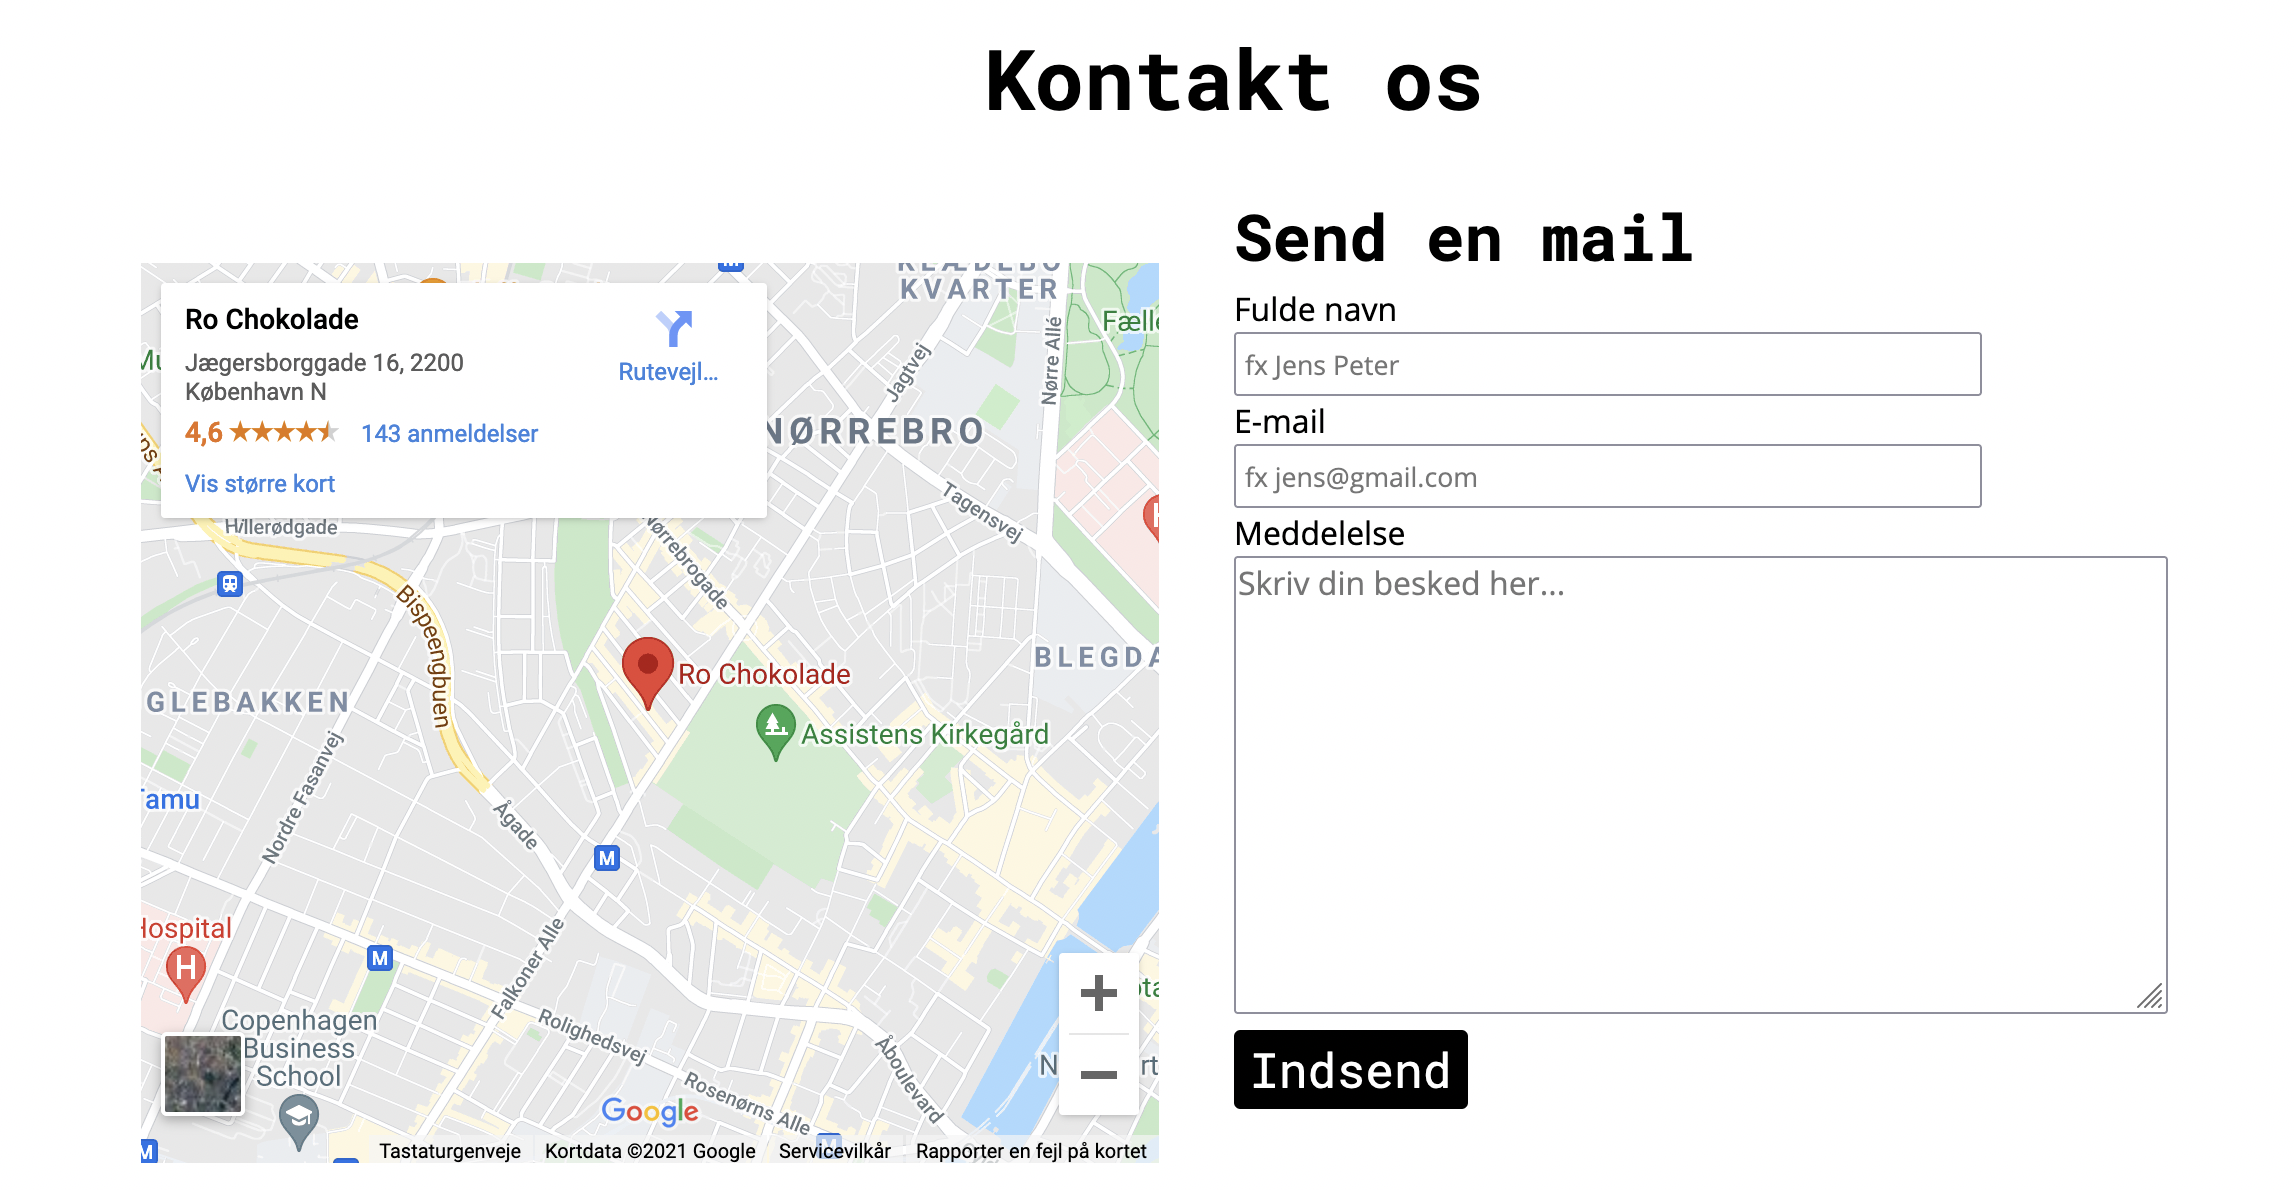 Kontakt os
Send en mail
Fulde navn
fx Jens Peter
E-mail
fx jens@gmail.com
Meddelelse
Skriv din besked her...
Indsend
Ro Chokolade
Jægersborggade 16, 2200
København N
Rutevejl...
4,6
143 anmeldelser
Vis større kort
KVARTER
Nørre Allé
Jagtvej
NØRREBRO
Tagensvej
Hillerødgade
Nørrebrogade
Bispeengbuen
Ro Chokolade
Assistens Kirkegård
GLEBAKKEN
BLEGDA
Nordre Fasanvej
Tamu
Ågade
M
Hospital
H
M
Falkoner Alle
Copenhagen
Business
School
Rolighedsvej
Rosenørns Alle
Åboulevard
M
M
Google
Tastaturgenveje
Kortdata ©2021 Google
Servicevilkår
Rapporter en fejl på kortet